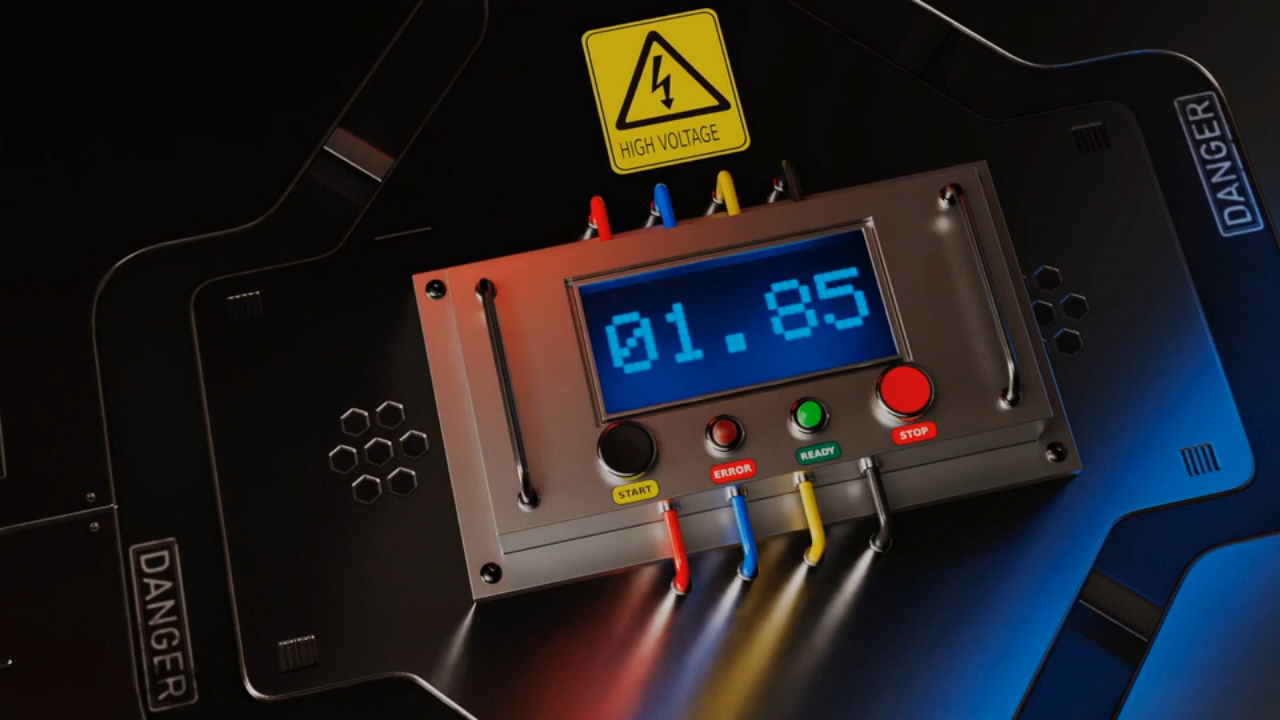 HIGH VOLTAGE
DANGER
01.85
START
ERROR
READY
STOP
DANGER